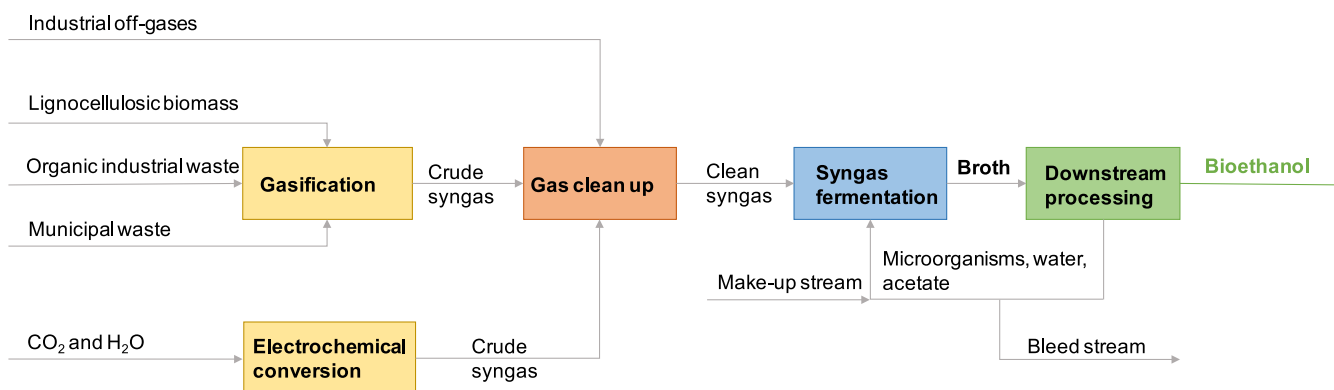 Industrial off-gases
Lignocellulosic biomass
Organic industrial waste
Municipal waste
Gasification
Crude
syngas
Gas clean up
Clean
syngas
Syngas
fermentation
Broth
Downstream
processing
Bioethanol
Microorganisms, water,
acetate
Make-up stream
Bleed stream
CO₂ and H₂O
Electrochemical
conversion
Crude
syngas